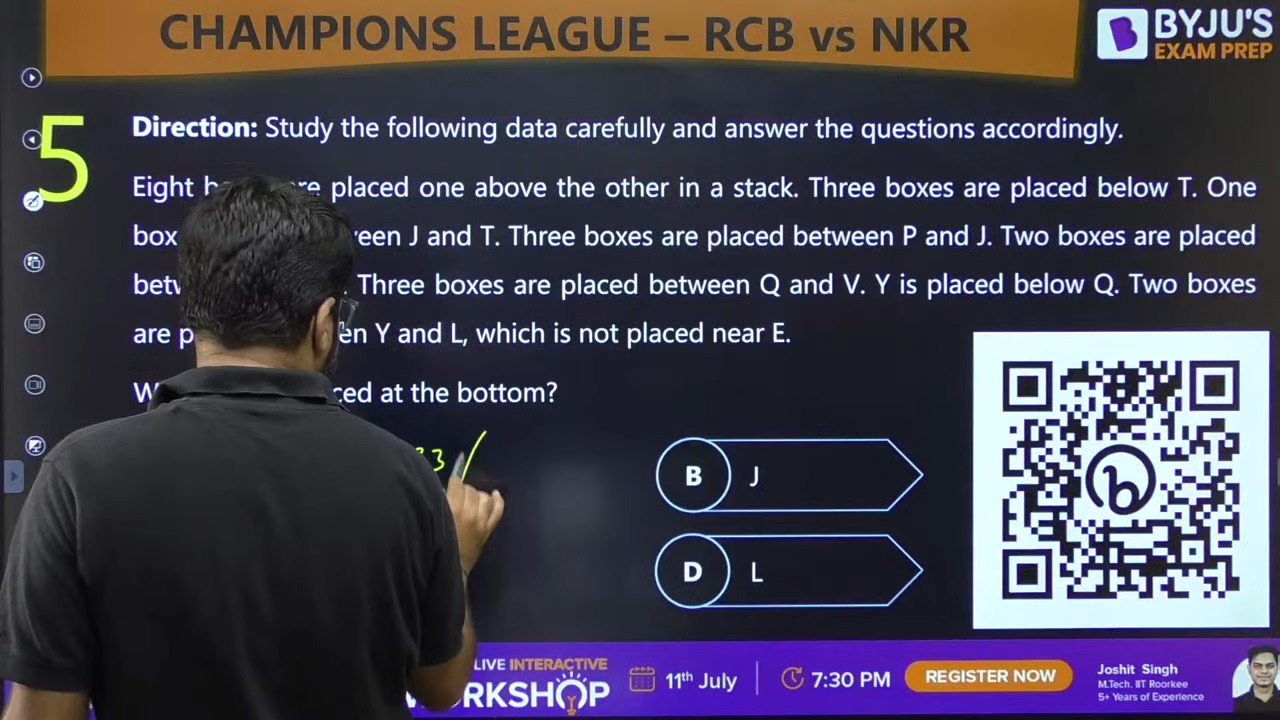 CHAMPIONS LEAGUE – RCB vs NKR
BYJU'S
EXAM PREP
5
Direction: Study the following data carefully and answer the questions accordingly.
Eight re placed one above the other in a stack. Three boxes are placed below T. One
box een J and T. Three boxes are placed between P and J. Two boxes are placed
Three boxes are placed between Q and V. Y is placed below Q. Two boxes
are p en Y and L, which is not placed near E.
W ced at the bottom?
B J
D L
LIVE INTERACTIVE
ORKSHOP
11th July
7:30 PM
REGISTER NOW
Joshit Singh
M.Tech. IIT Roorkee
5+ Years of Experience